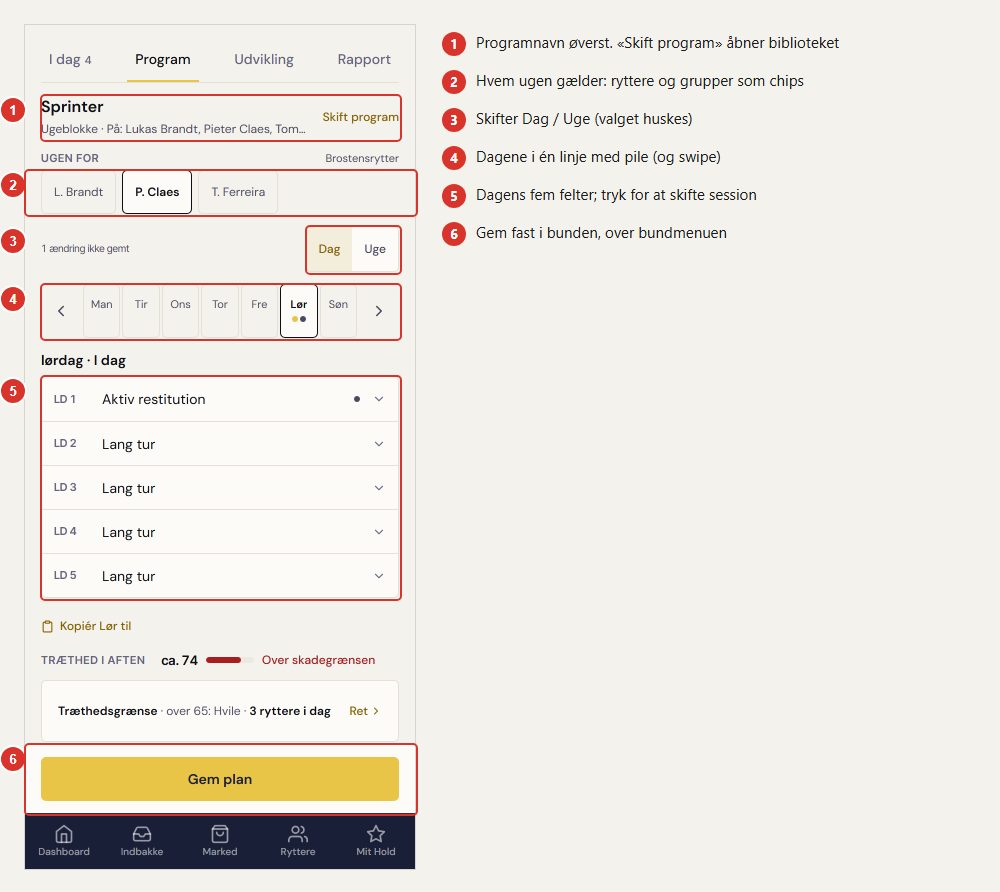 I dag 4 Program Udvikling Rapport
1 Sprinter
Skift program
Ugeblokke · På: Lukas Brandt, Pieter Claes, Tom…
UGEN FOR Brostensrytter
2 L. Brandt P. Claes T. Ferreira
3 1 ændring ikke gemt Dag Uge
4 Man Tir Ons Tor Fre Lør Søn
lørdag · I dag
5 LD 1 Aktiv restitution
LD 2 Lang tur
LD 3 Lang tur
LD 4 Lang tur
LD 5 Lang tur
Kopiér Lør til
TRÆTHED I AFTEN ca. 74 Over skadegrænsen
Træthedsgrænse · over 65: Hvile · 3 ryttere i dag Ret
6 Gem plan
Dashboard Indbakke Marked Ryttere Mit Hold
1 Programnavn øverst. «Skift program» åbner biblioteket
2 Hvem ugen gælder: ryttere og grupper som chips
3 Skifter Dag / Uge (valget huskes)
4 Dagene i én linje med pile (og swipe)
5 Dagens fem felter; tryk for at skifte session
6 Gem fast i bunden, over bundmenuen